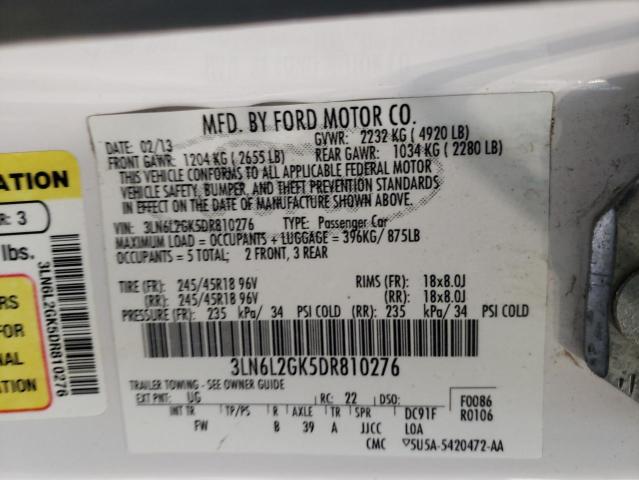 MFD. BY FORD MOTOR CO.
DATE: 02/13 GVWR: 2232 KG ( 4920 LB)
FRONT GAWR: 1204 KG ( 2655 LB) REAR GAWR: 1034 KG ( 2280 LB)
THIS VEHICLE CONFORMS TO ALL APPLICABLE FEDERAL MOTOR
VEHICLE SAFETY, BUMPER, AND THEFT PREVENTION STANDARDS
IN EFFECT ON THE DATE OF MANUFACTURE SHOWN ABOVE.
VIN: 3LN6L2GK5DR810276 TYPE: Passenger Car
MAXIMUM LOAD = OCCUPANTS + LUGGAGE = 396KG/ 875LB
OCCUPANTS = 5 TOTAL; 2 FRONT, 3 REAR
TIRE (FR): 245/45R18 96V RIMS (FR): 18x8.0J
(RR): 245/45R18 96V (RR): 18x8.0J
PRESSURE (FR): 235 kPa/ 34 PSI COLD (RR): 235 kPa/ 34 PSI COLD
3LN6L2GK5DR810276
TRAILER TOWING - SEE OWNER GUIDE
EXT PNT: UG RC: 22 DSO: F0086
INT TR TP/PS R AXLE TR SPR DC91F R0106
FW B 39 A JJCC LOA
CMC 5U5A-5420472-AA
ATION
R: 3
lbs.
RS
FOR
NAL
ION
3LN6L2GK5DR810276